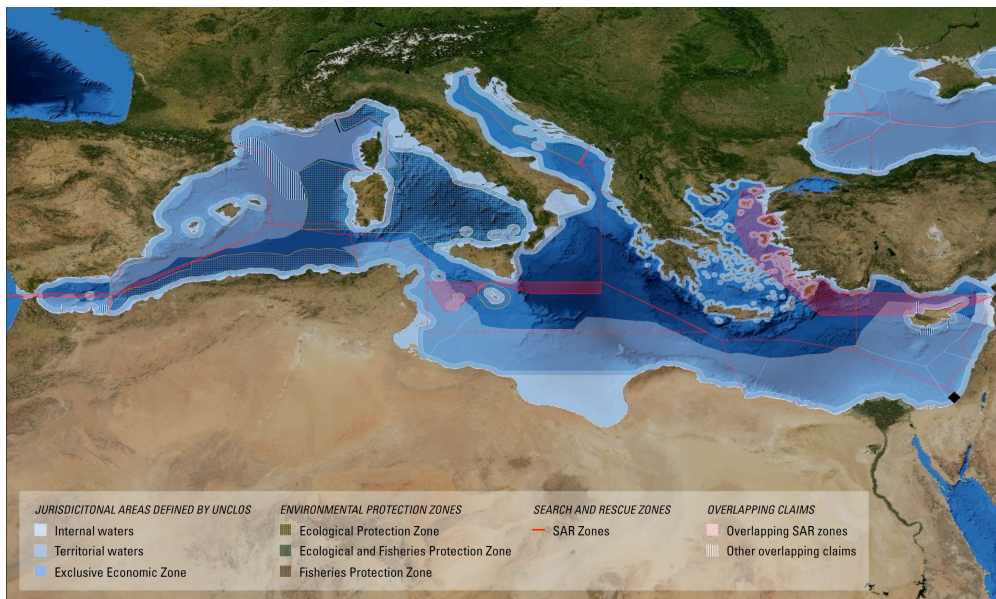 JURISDICITONAL AREAS DEFINED BY UNCLOS
Internal waters
Territorial waters
Exclusive Economic Zone
ENVIRONMENTAL PROTECTION ZONES
Ecological Protection Zone
Ecological and Fisheries Protection Zone
Fisheries Protection Zone
SEARCH AND RESCUE ZONES
SAR Zones
OVERLAPPING CLAIMS
Overlapping SAR zones
Other overlapping claims